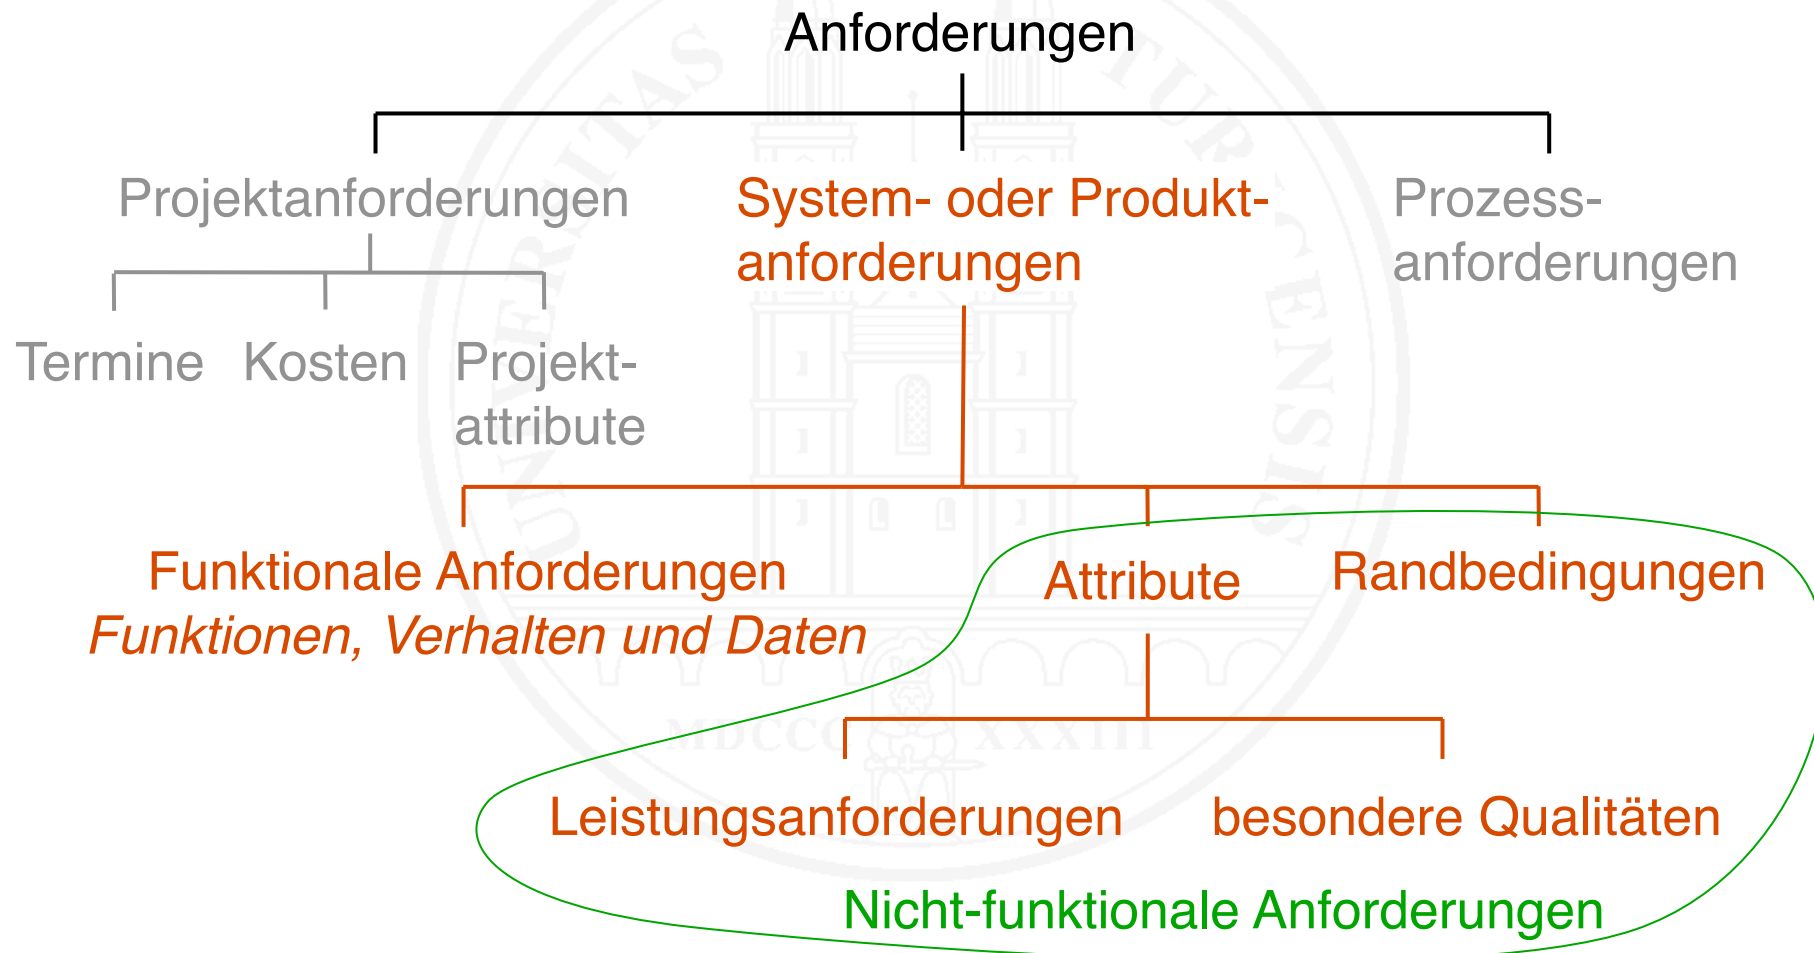 Anforderungen
Projektanforderungen
System- oder Produkt-
anforderungen
Prozess-
anforderungen
Termine
Kosten
Projekt-
attribute
Funktionale Anforderungen
Funktionen, Verhalten und Daten
Attribute
Randbedingungen
Leistungsanforderungen
besondere Qualitäten
Nicht-funktionale Anforderungen